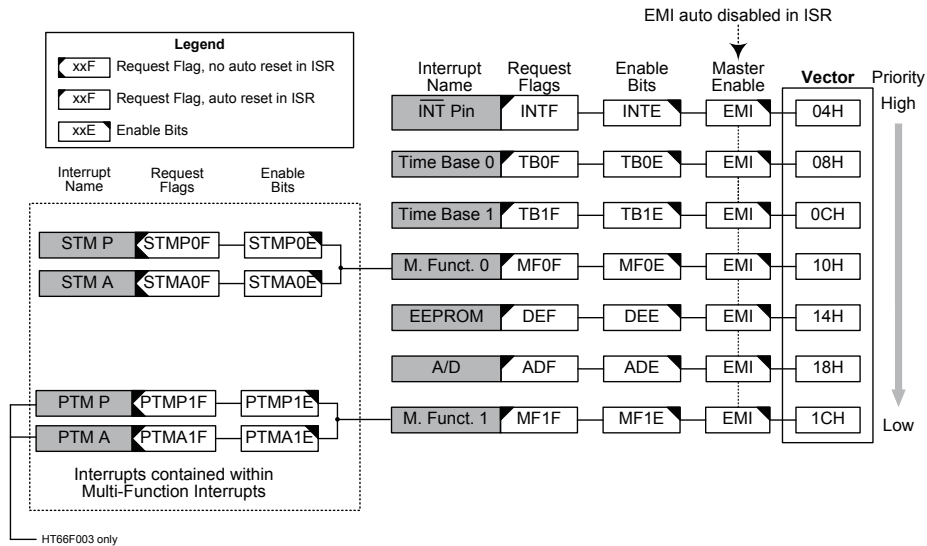 EMI auto disabled in ISR
Legend
xxF Request Flag, no auto reset in ISR
xxF Request Flag, auto reset in ISR
xxE Enable Bits
Interrupt Name Request Flags Enable Bits Master Enable Vector Priority
INT Pin INTF INTE EMI 04H High
Time Base 0 TB0F TB0E EMI 08H
Interrupt Name Request Flags Enable Bits
Time Base 1 TB1F TB1E EMI 0CH
STM P STMP0F STMP0E
M. Funct. 0 MF0F MF0E EMI 10H
STM A STMA0F STMA0E
EEPROM DEF DEE EMI 14H
A/D ADF ADE EMI 18H
PTM P PTMP1F PTMP1E
M. Funct. 1 MF1F MF1E EMI 1CH Low
PTM A PTMA1F PTMA1E
Interrupts contained within
Multi-Function Interrupts
HT66F003 only